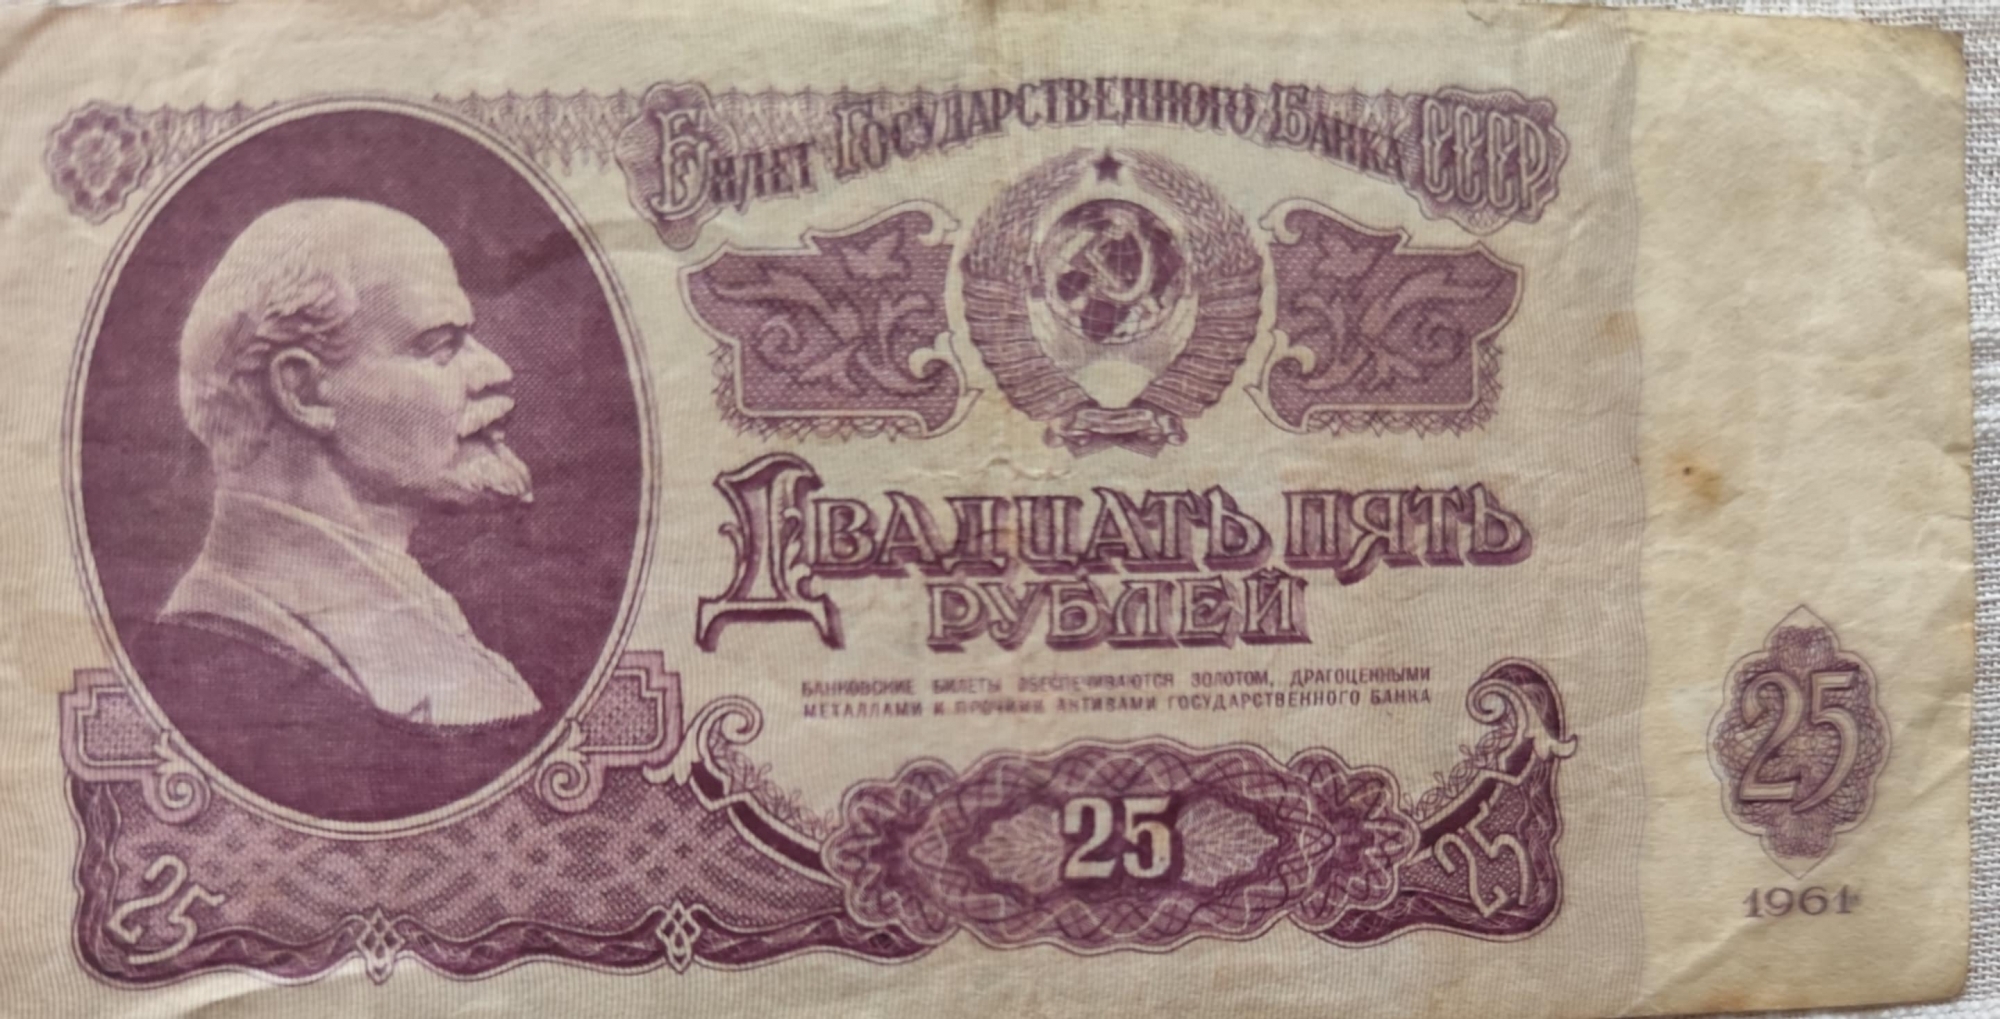 Билет Государственного Банка СССР
Двадцать пять
рублей
БАНКОВСКИЕ БИЛЕТЫ ОБЕСПЕЧИВАЮТСЯ ЗОЛОТОМ, ДРАГОЦЕННЫМИ
МЕТАЛЛАМИ И ПРОЧИМИ АКТИВАМИ ГОСУДАРСТВЕННОГО БАНКА
25
25
25
25
1961